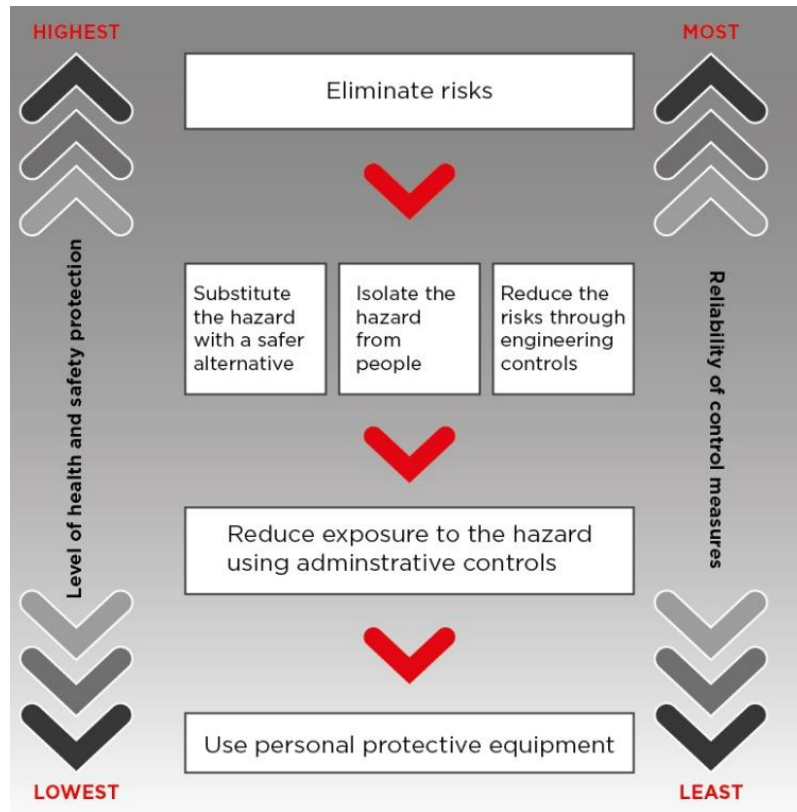 HIGHEST
MOST
Eliminate risks
Substitute
the hazard
with a safer
alternative
Isolate the
hazard
from
people
Reduce the
risks through
engineering
controls
Level of health and safety protection
Reliability of control measures
Reduce exposure to the hazard
using adminstrative controls
Use personal protective equipment
LOWEST
LEAST